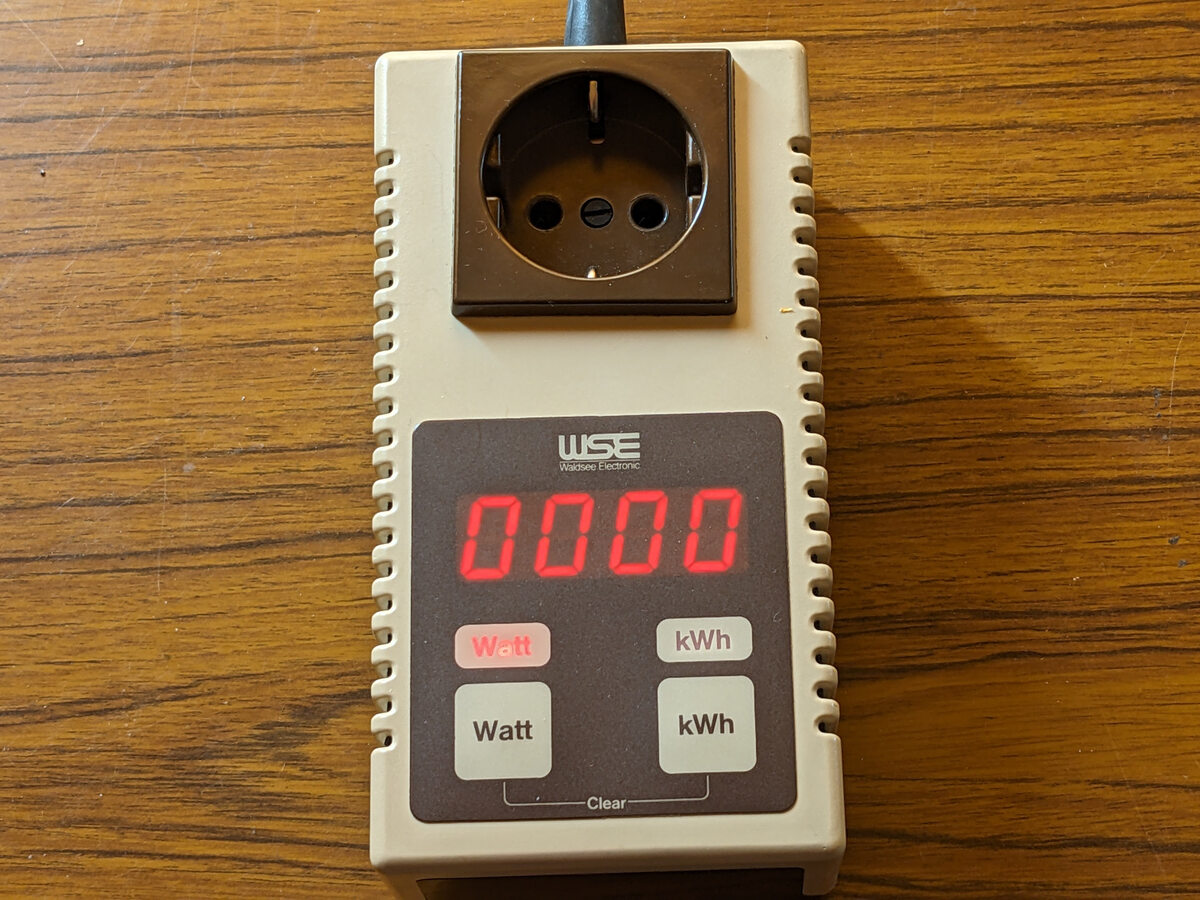 WSE
Waldsee Electronic
0000
Watt kWh
Watt kWh
Clear